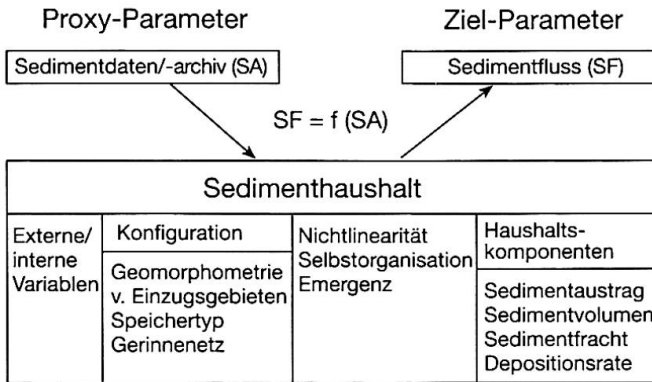 Proxy-Parameter
Ziel-Parameter
Sedimentdaten/-archiv (SA)
Sedimentfluss (SF)
SF = f (SA)
Sedimenthaushalt
Externe/
interne
Variablen
Konfiguration
Geomorphometrie
v. Einzugsgebieten
Speichertyp
Gerinnenetz
Nichtlinearität
Selbstorganisation
Emergenz
Haushalts-
komponenten
Sedimentaustrag
Sedimentvolumen
Sedimentfracht
Depositionsrate